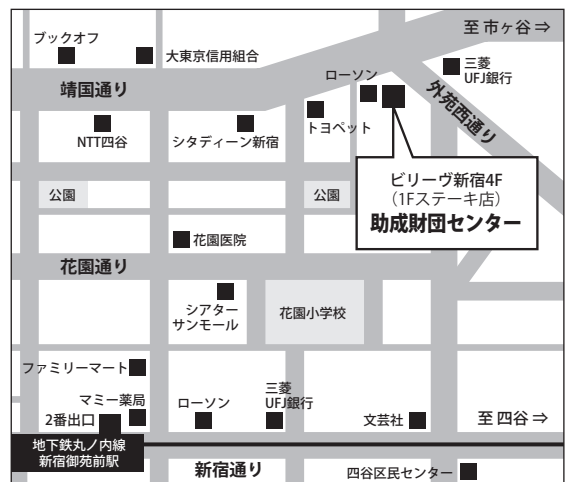 至市ヶ谷⇒
ブックオフ
大東京信用組合
三菱
UFJ銀行
ローソン
靖国通り
外苑西通り
トヨペット
NTT四谷
シタディーン新宿
ビリーヴ新宿4F
（1Fステーキ店）
助成財団センター
公園
公園
花園医院
花園通り
シアター
サンモール
花園小学校
ファミリーマート
マミー薬局
2番出口
ローソン
三菱
UFJ銀行
文芸社
至四谷⇒
地下鉄丸ノ内線
新宿御苑前駅
新宿通り
四谷区民センター